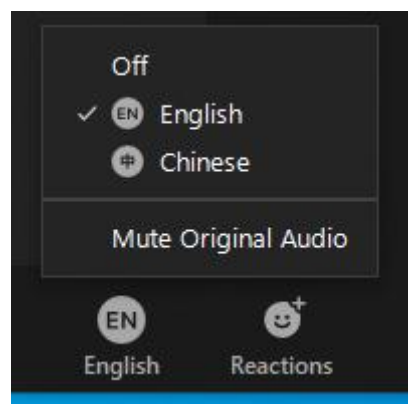 Off
EN English
中 Chinese
Mute Original Audio
EN
English Reactions